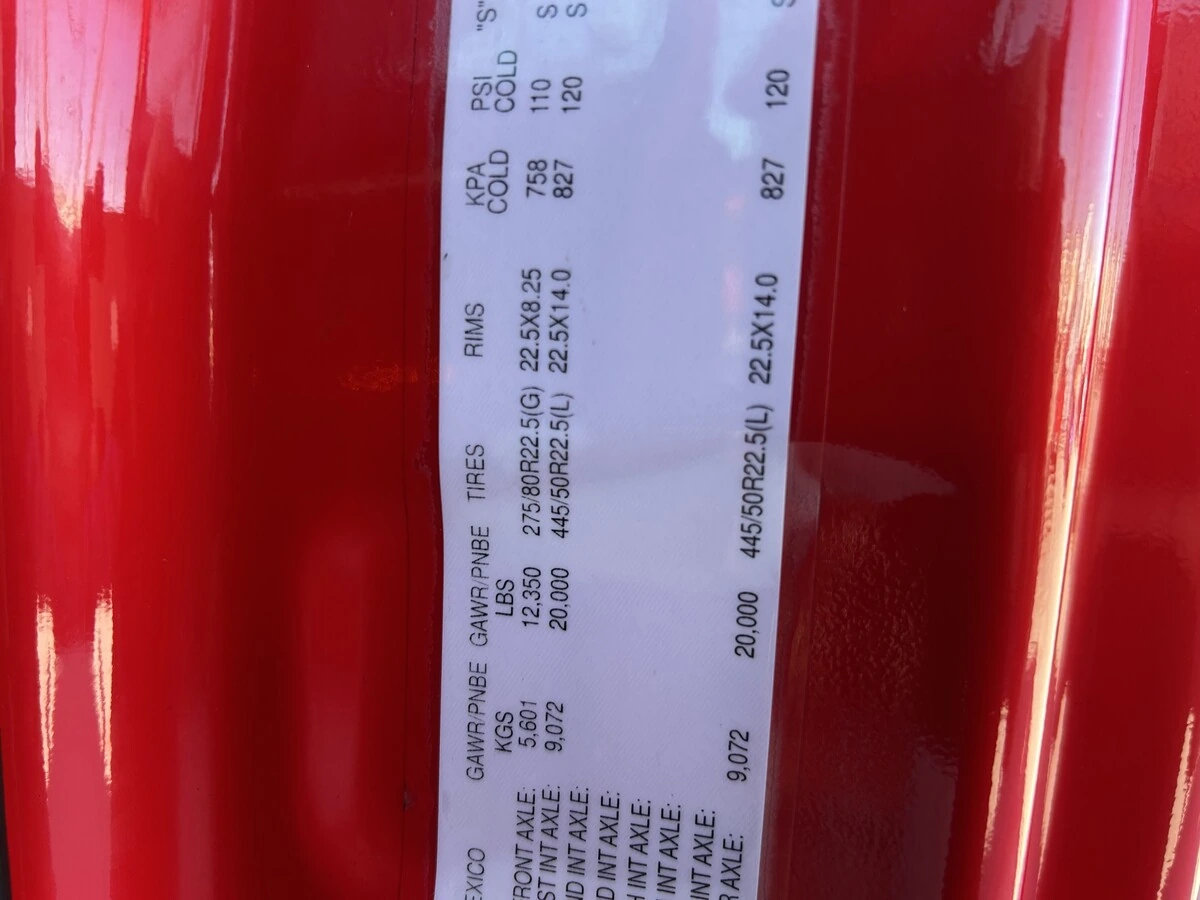 EXICO GAWR/PNBE GAWR/PNBE TIRES RIMS KPA PSI "S"
KGS LBS COLD COLD
FRONT AXLE: 5,601 12,350 275/80R22.5(G) 22.5X8.25 758 110 S
ST INT AXLE: 9,072 20,000 445/50R22.5(L) 22.5X14.0 827 120 S
ND INT AXLE:
D INT AXLE:
H INT AXLE:
INT AXLE:
INT AXLE:
R AXLE: 9,072 20,000 445/50R22.5(L) 22.5X14.0 827 120 S